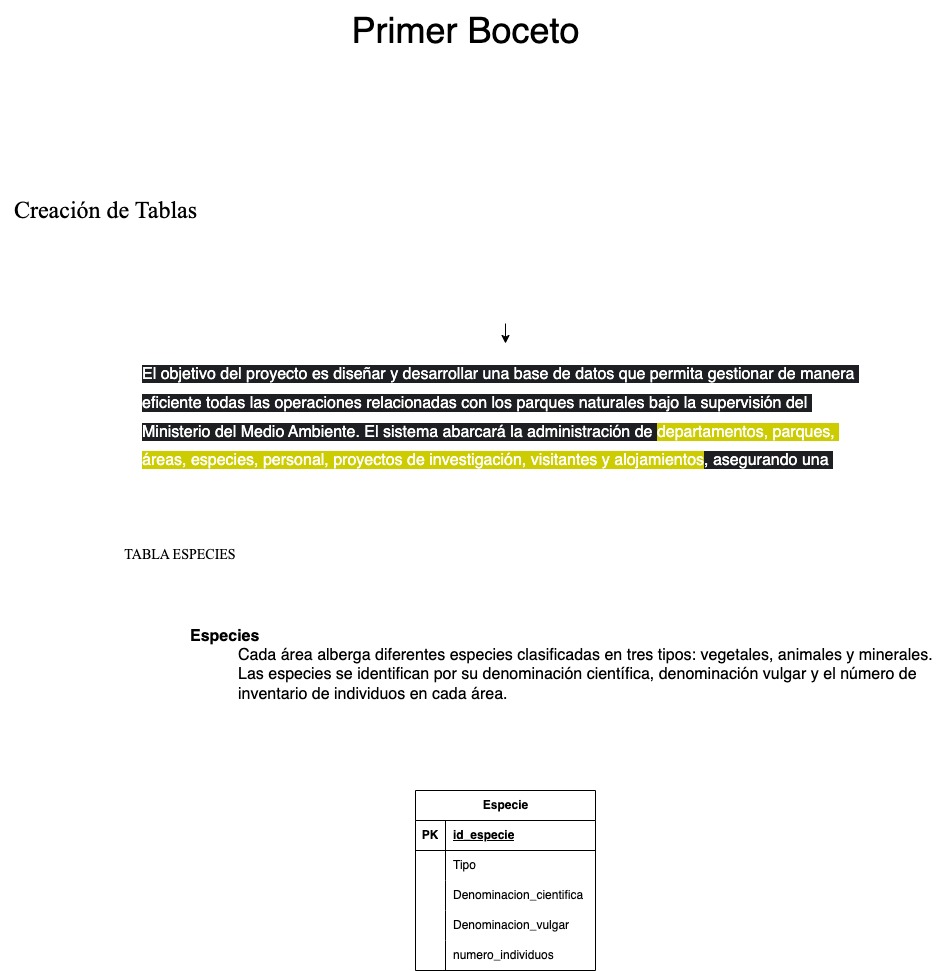 Primer Boceto
Creación de Tablas
El objetivo del proyecto es diseñar y desarrollar una base de datos que permita gestionar de manera
eficiente todas las operaciones relacionadas con los parques naturales bajo la supervisión del
Ministerio del Medio Ambiente. El sistema abarcará la administración de departamentos, parques,
áreas, especies, personal, proyectos de investigación, visitantes y alojamientos, asegurando una
TABLA ESPECIES
Especies
Cada área alberga diferentes especies clasificadas en tres tipos: vegetales, animales y minerales.
Las especies se identifican por su denominación científica, denominación vulgar y el número de
inventario de individuos en cada área.
Especie
PK id_especie
Tipo
Denominacion_cientifica
Denominacion_vulgar
numero_individuos